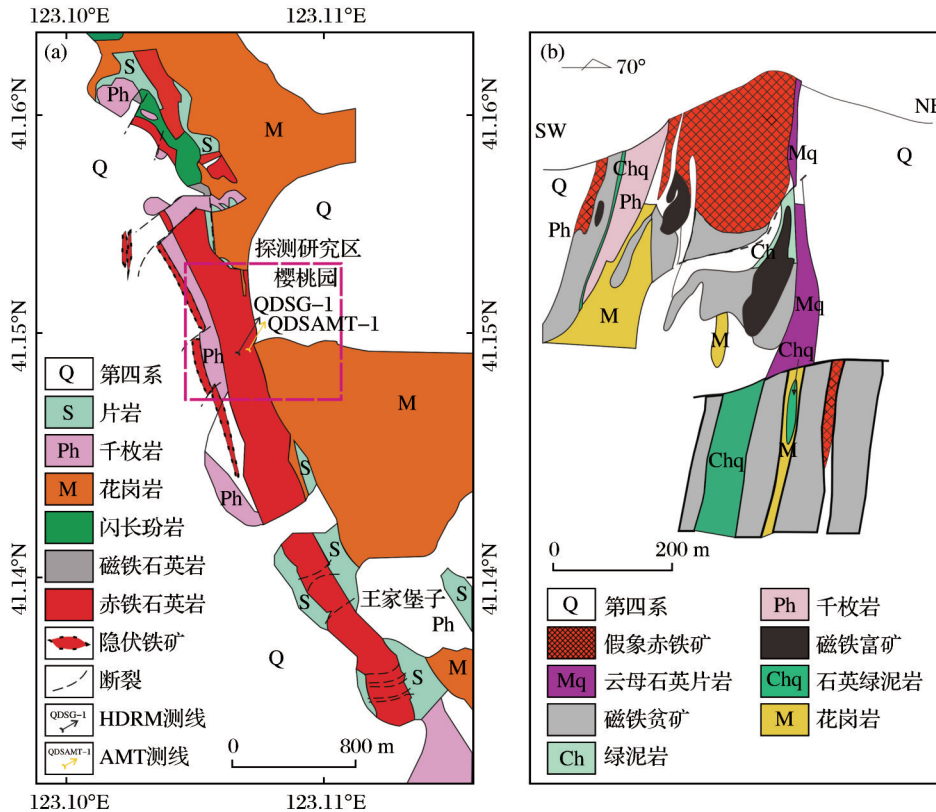 123.10°E
123.11°E
(a)
S
Ph
M
S
Q
Q
探测研究区
樱桃园
QDSG-1
QDSAMT-1
Ph
M
S
Ph
S
S
王家堡子
S
Ph
Q
M
S
41.16°N
41.15°N
41.14°N
Q 第四系
S 片岩
Ph 千枚岩
M 花岗岩
闪长玢岩
磁铁石英岩
赤铁石英岩
隐伏铁矿
断裂
QDSG-1 HDRM测线
QDSAMT-1 AMT测线
0 800 m
123.10°E
123.11°E
(b)
70°
SW
NE
Q
Chq
Mq
Q
Ph
Ph
Ch
M
Mq
M
Chq
Chq
M
0 200 m
Q 第四系
Ph 千枚岩
假象赤铁矿
磁铁富矿
Mq 云母石英片岩
Chq 石英绿泥岩
磁铁贫矿
M 花岗岩
Ch 绿泥岩